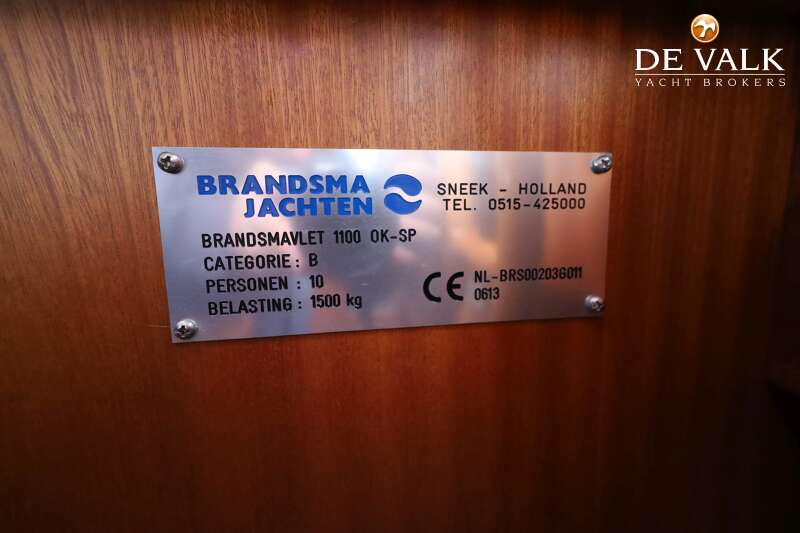 DE VALK
YACHT BROKERS
BRANDSMA
JACHTEN
SNEEK - HOLLAND
TEL. 0515-425000
BRANDSMAVLET 1100 OK-SP
CATEGORIE: B
PERSONEN : 10
BELASTING : 1500 kg
CE NL-BRS00203G011
0613